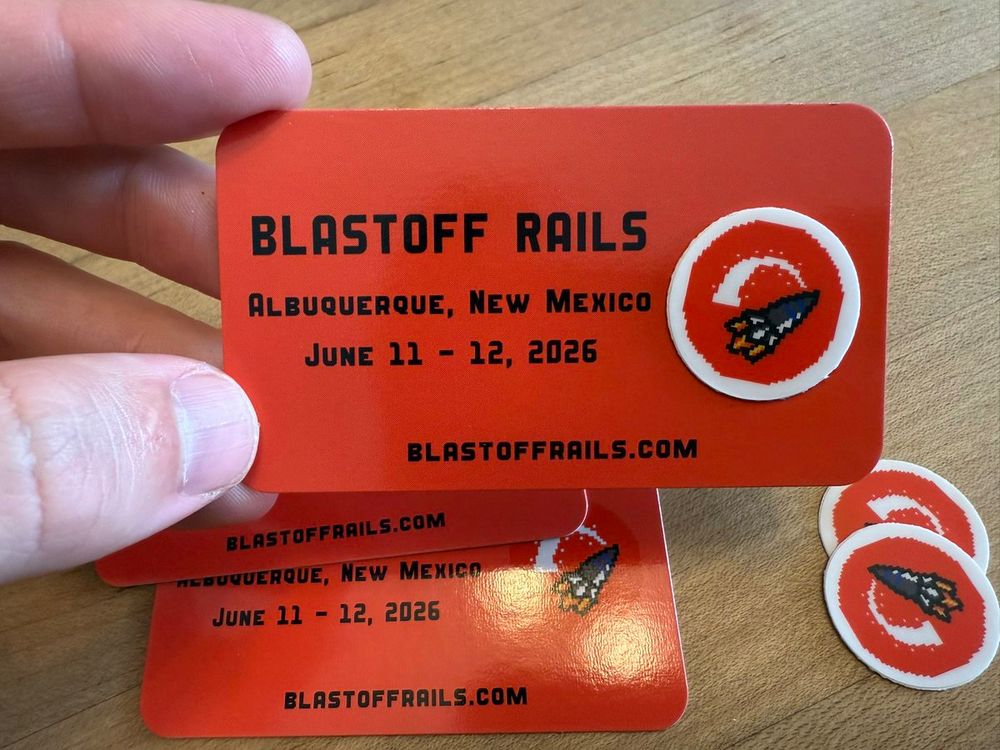 BLASTOFF RAILS
ALBUQUERQUE, NEW MEXICO
JUNE 11 - 12, 2026
BLASTOFFRAILS.COM
BLASTOFFRAILS.COM
ALBUQUERQUE, NEW MEXICO
JUNE 11 - 12, 2026
BLASTOFFRAILS.COM